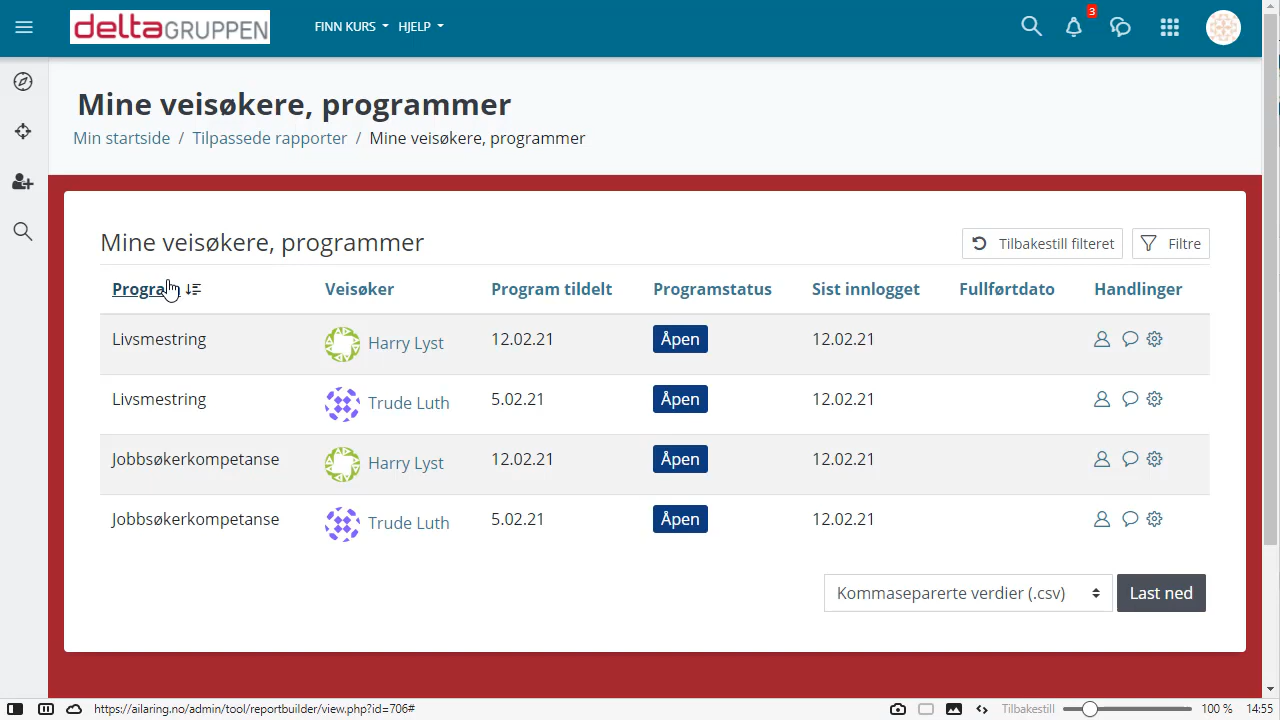 deltaGRUPPEN FINN KURS HJELP 3
Mine veisøkere, programmer
Min startside / Tilpassede rapporter / Mine veisøkere, programmer
Mine veisøkere, programmer Tilbakestill filteret Filtre
Program Veisøker Program tildelt Programstatus Sist innlogget Fullførtdato Handlinger
Livsmestring Harry Lyst 12.02.21 Åpen 12.02.21
Livsmestring Trude Luth 5.02.21 Åpen 12.02.21
Jobbsøkerkompetanse Harry Lyst 12.02.21 Åpen 12.02.21
Jobbsøkerkompetanse Trude Luth 5.02.21 Åpen 12.02.21
Kommaseparerte verdier (.csv) Last ned
https://ailaring.no/admin/tool/reportbuilder/view.php?id=706# Tilbakestill 100 % 14:55